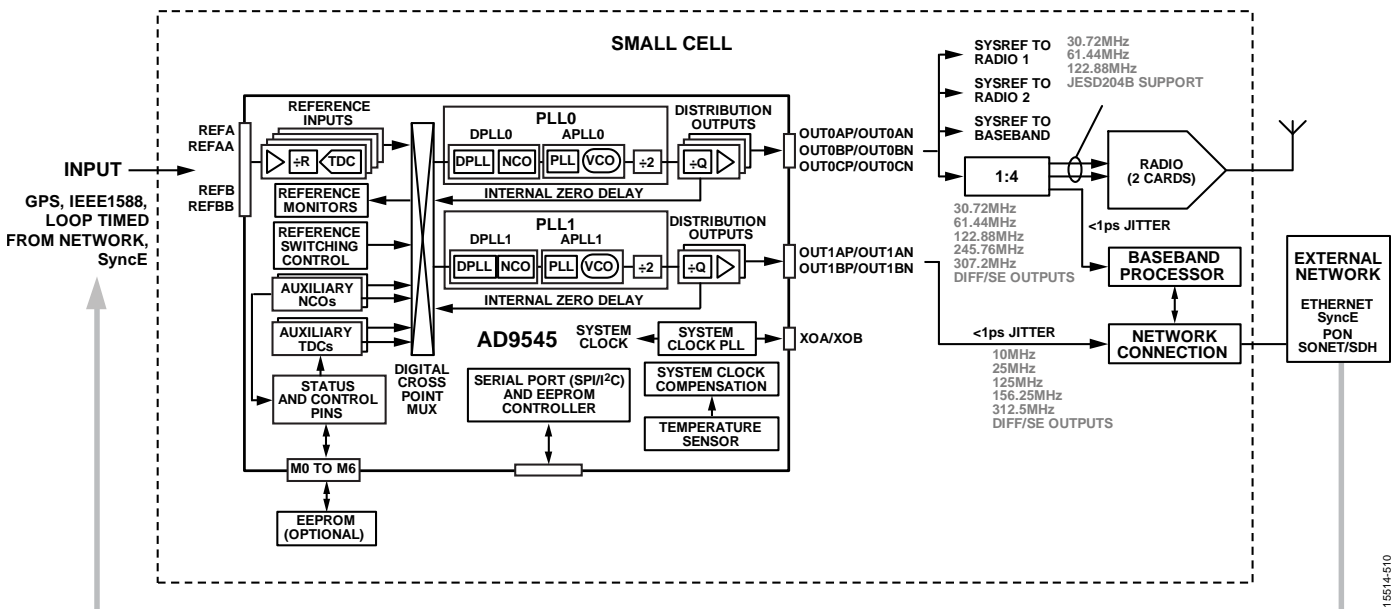 SMALL CELL
INPUT
GPS, IEEE1588,
LOOP TIMED
FROM NETWORK,
SyncE
REFA
REFAA
REFB
REFBB
REFERENCE
INPUTS
÷R
TDC
REFERENCE
MONITORS
REFERENCE
SWITCHING
CONTROL
AUXILIARY
NCOs
AUXILIARY
TDCs
STATUS
AND CONTROL
PINS
M0 TO M6
EEPROM
(OPTIONAL)
DIGITAL
CROSS
POINT
MUX
PLL0
DPLL0
APLL0
DPLL
NCO
PLL
VCO
÷2
DISTRIBUTION
OUTPUTS
÷Q
INTERNAL ZERO DELAY
PLL1
DPLL1
APLL1
DPLL
NCO
PLL
VCO
÷2
DISTRIBUTION
OUTPUTS
÷Q
INTERNAL ZERO DELAY
AD9545
SYSTEM
CLOCK
SYSTEM
CLOCK PLL
SERIAL PORT (SPI/I²C)
AND EEPROM
CONTROLLER
SYSTEM CLOCK
COMPENSATION
TEMPERATURE
SENSOR
OUT0AP/OUT0AN
OUT0BP/OUT0BN
OUT0CP/OUT0CN
OUT1AP/OUT1AN
OUT1BP/OUT1BN
XOA/XOB
SYSREF TO
RADIO 1
SYSREF TO
RADIO 2
SYSREF TO
BASEBAND
30.72MHz
61.44MHz
122.88MHz
JESD204B SUPPORT
1:4
30.72MHz
61.44MHz
122.88MHz
245.76MHz
307.2MHz
DIFF/SE OUTPUTS
RADIO
(2 CARDS)
<1ps JITTER
BASEBAND
PROCESSOR
<1ps JITTER
10MHz
25MHz
125MHz
156.25MHz
312.5MHz
DIFF/SE OUTPUTS
NETWORK
CONNECTION
EXTERNAL
NETWORK
ETHERNET
SyncE
PON
SONET/SDH
15514-510